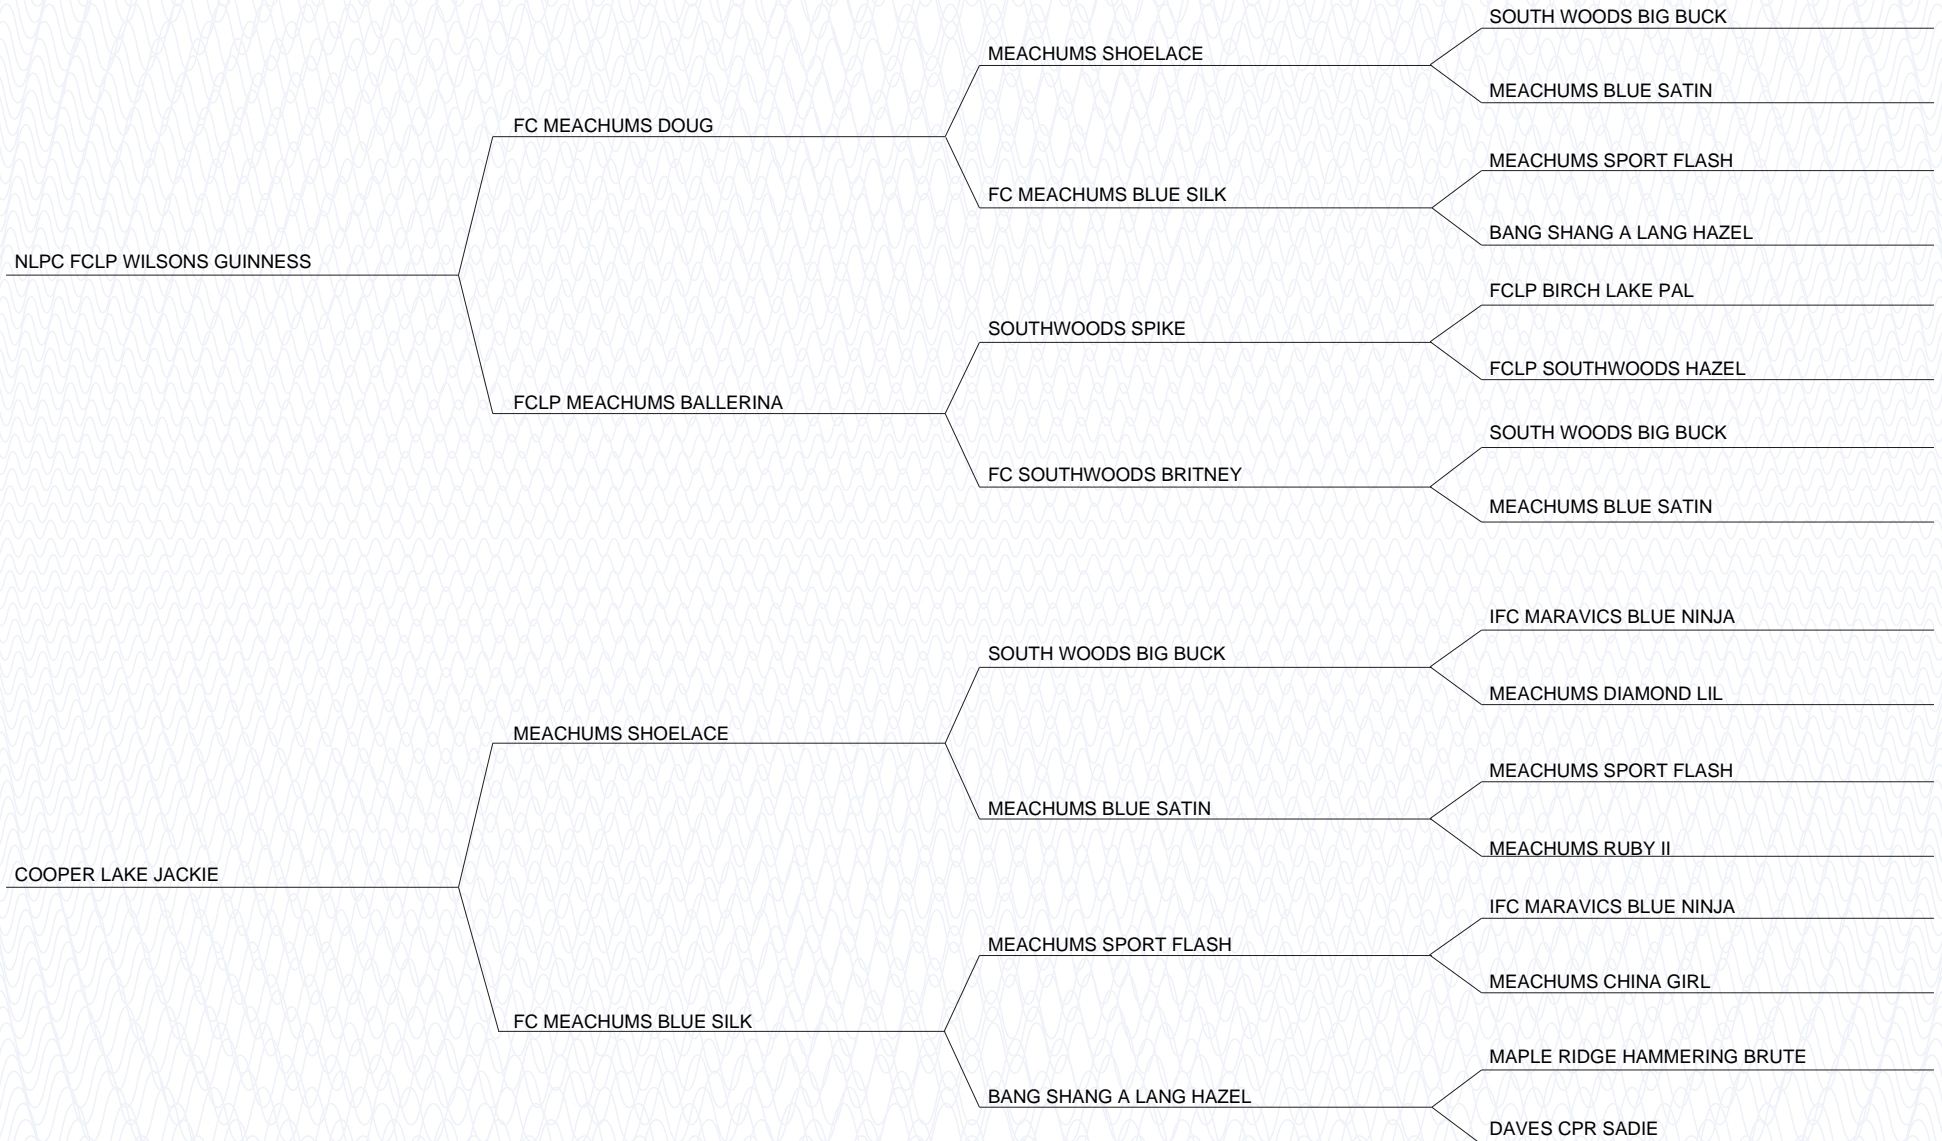 SOUTH WOODS BIG BUCK
MEACHUMS SHOELACE
MEACHUMS BLUE SATIN
FC MEACHUMS DOUG
MEACHUMS SPORT FLASH
FC MEACHUMS BLUE SILK
BANG SHANG A LANG HAZEL
NLPC FCLP WILSONS GUINNESS
FCLP BIRCH LAKE PAL
SOUTHWOODS SPIKE
FCLP SOUTHWOODS HAZEL
FCLP MEACHUMS BALLERINA
SOUTH WOODS BIG BUCK
FC SOUTHWOODS BRITNEY
MEACHUMS BLUE SATIN
IFC MARAVICS BLUE NINJA
SOUTH WOODS BIG BUCK
MEACHUMS DIAMOND LIL
MEACHUMS SHOELACE
MEACHUMS SPORT FLASH
MEACHUMS BLUE SATIN
MEACHUMS RUBY II
COOPER LAKE JACKIE
IFC MARAVICS BLUE NINJA
MEACHUMS SPORT FLASH
MEACHUMS CHINA GIRL
FC MEACHUMS BLUE SILK
MAPLE RIDGE HAMMERING BRUTE
BANG SHANG A LANG HAZEL
DAVES CPR SADIE